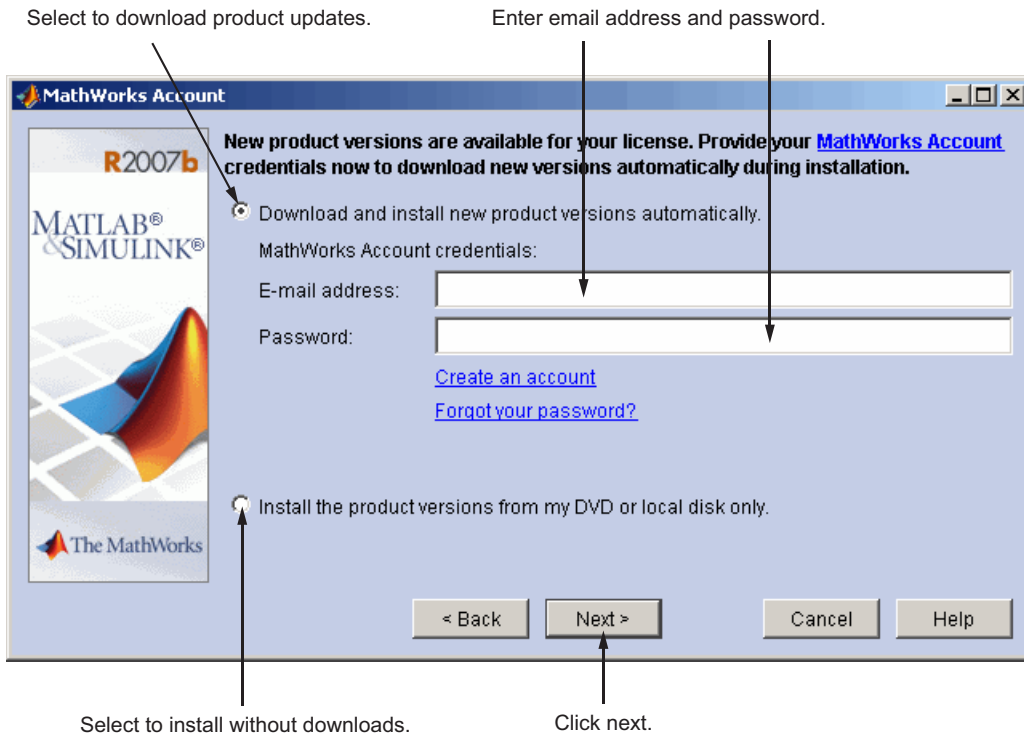 Select to download product updates.
Enter email address and password.
MathWorks Account
R2007b
MATLAB®
&SIMULINK®
The MathWorks
New product versions are available for your license. Provide your MathWorks Account
credentials now to download new versions automatically during installation.
Download and install new product versions automatically.
MathWorks Account credentials:
E-mail address:
Password:
Create an account
Forgot your password?
Install the product versions from my DVD or local disk only.
< Back
Next >
Cancel
Help
Select to install without downloads.
Click next.